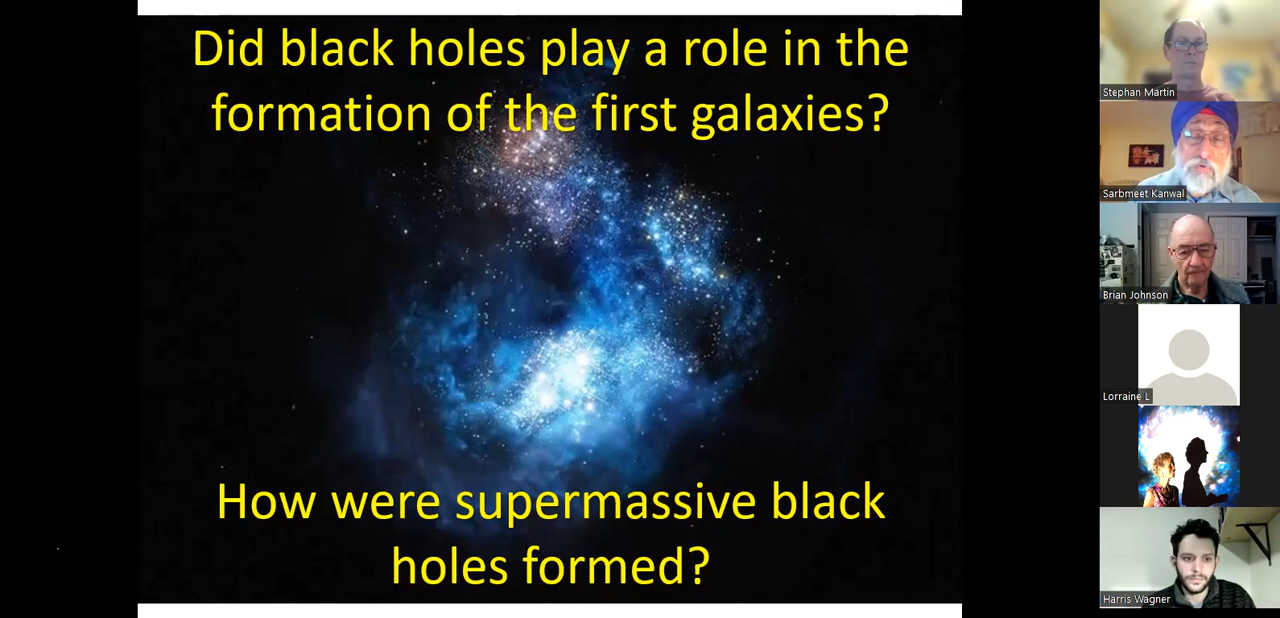 Did black holes play a role in the
formation of the first galaxies?
How were supermassive black
holes formed?
Stephan Martin
Sarbmeet Kanwal
Brian Johnson
Lorraine L
Harris Wagner